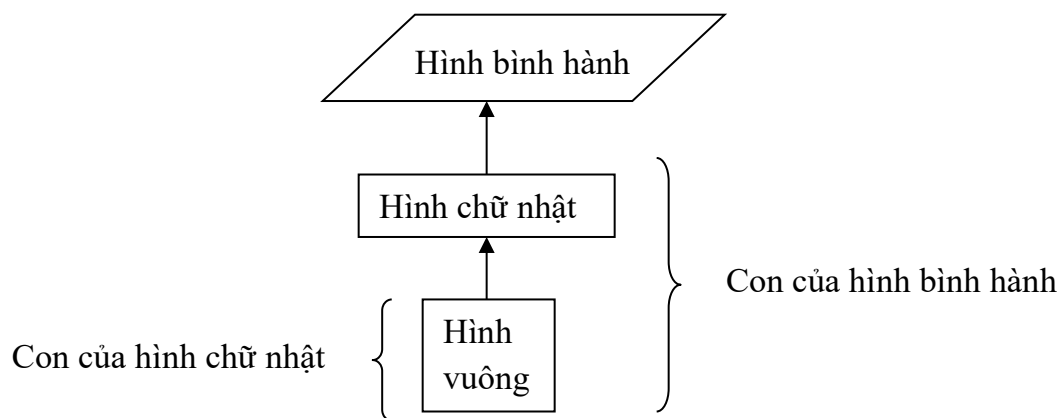 Hình bình hành
Hình chữ nhật
Con của hình bình hành
Hình
vuông
Con của hình chữ nhật